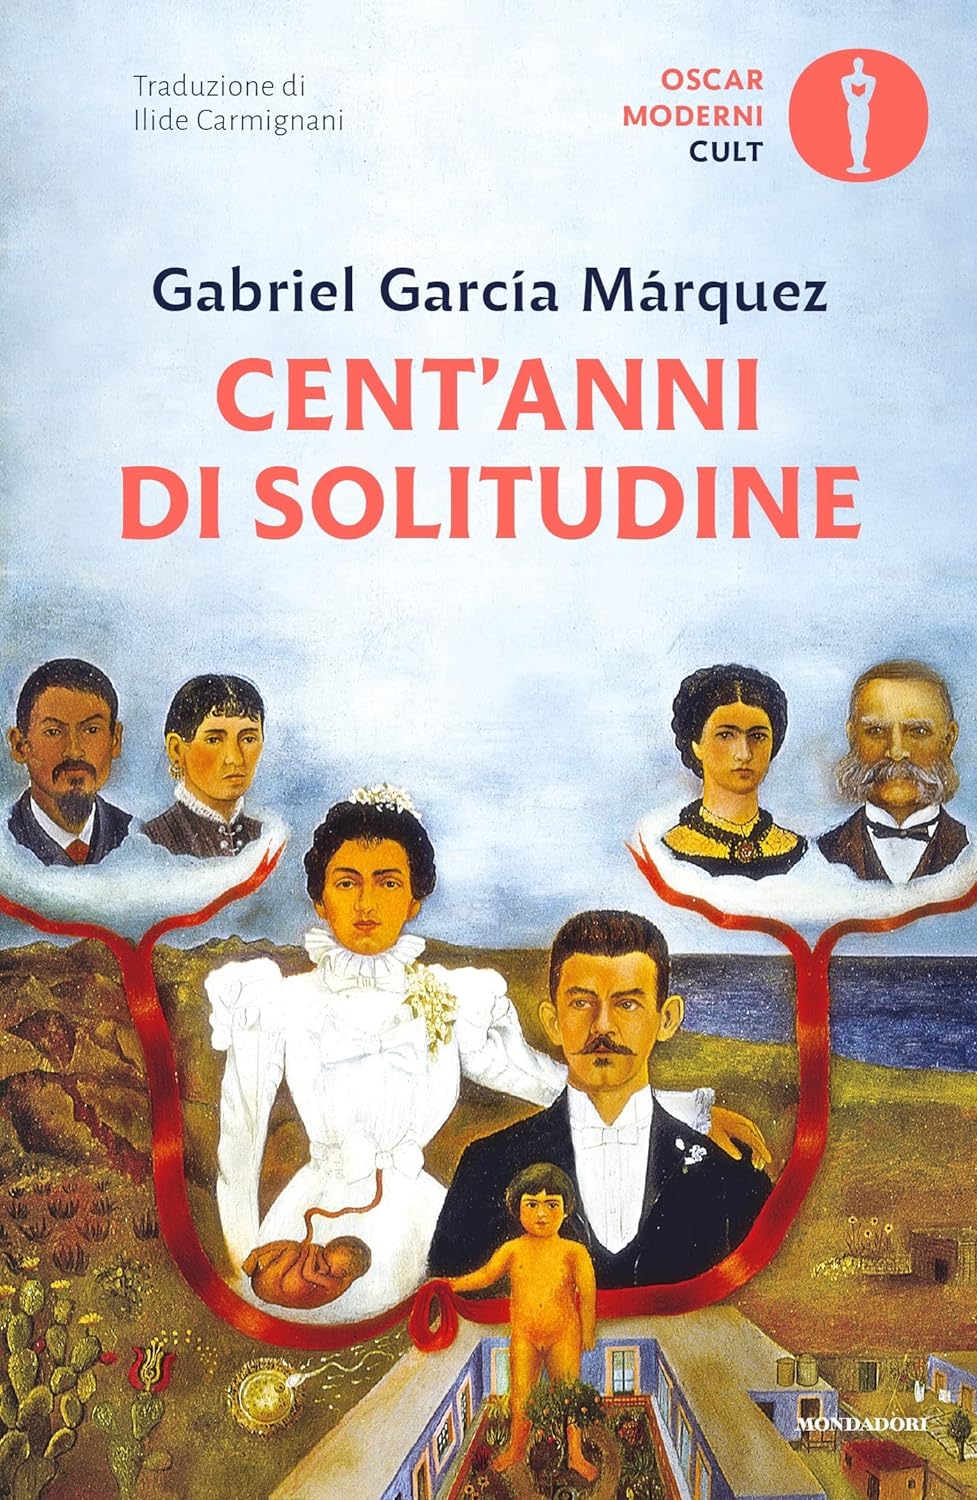 Traduzione di
Ilide Carmignani
OSCAR
MODERNI
CULT
Gabriel García Márquez
CENT’ANNI
DI SOLITUDINE
MONDADORI